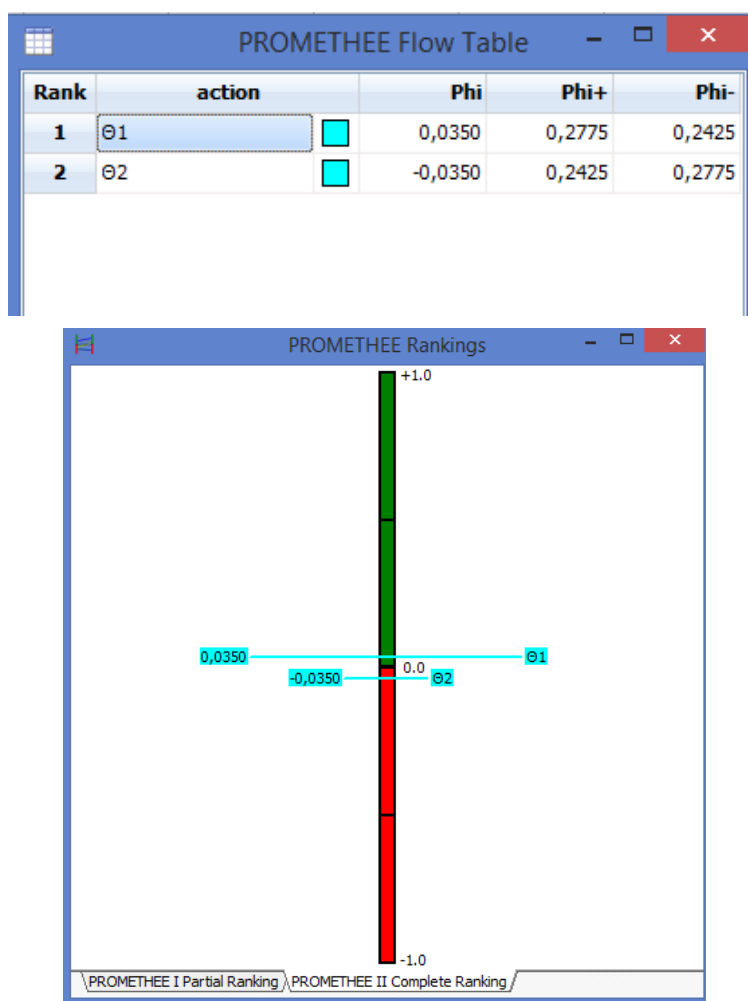 PROMETHEE Flow Table
Rank action Phi Phi+ Phi-
1 Θ1 0,0350 0,2775 0,2425
2 Θ2 -0,0350 0,2425 0,2775
PROMETHEE Rankings
+1.0
0,0350 Θ1
0.0
-0,0350 Θ2
-1.0
PROMETHEE I Partial Ranking PROMETHEE II Complete Ranking